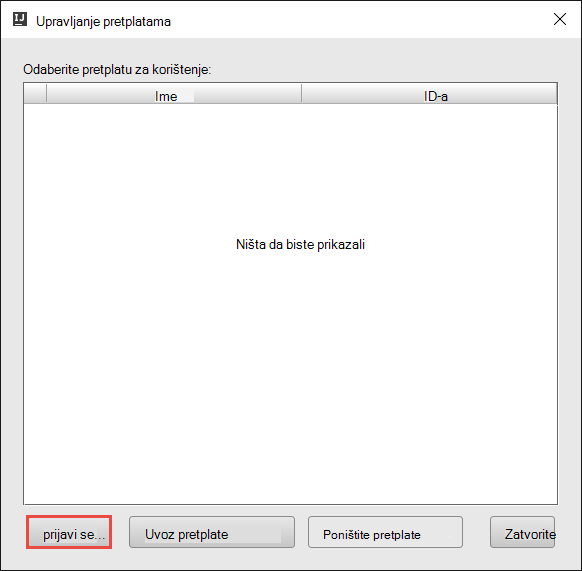 IJ
Upravljanje pretplatama
Odaberite pretplatu za korištenje:
Ime ID-a
Ništa da biste prikazali
prijavi se... Uvoz pretplate Poništite pretplate Zatvorite